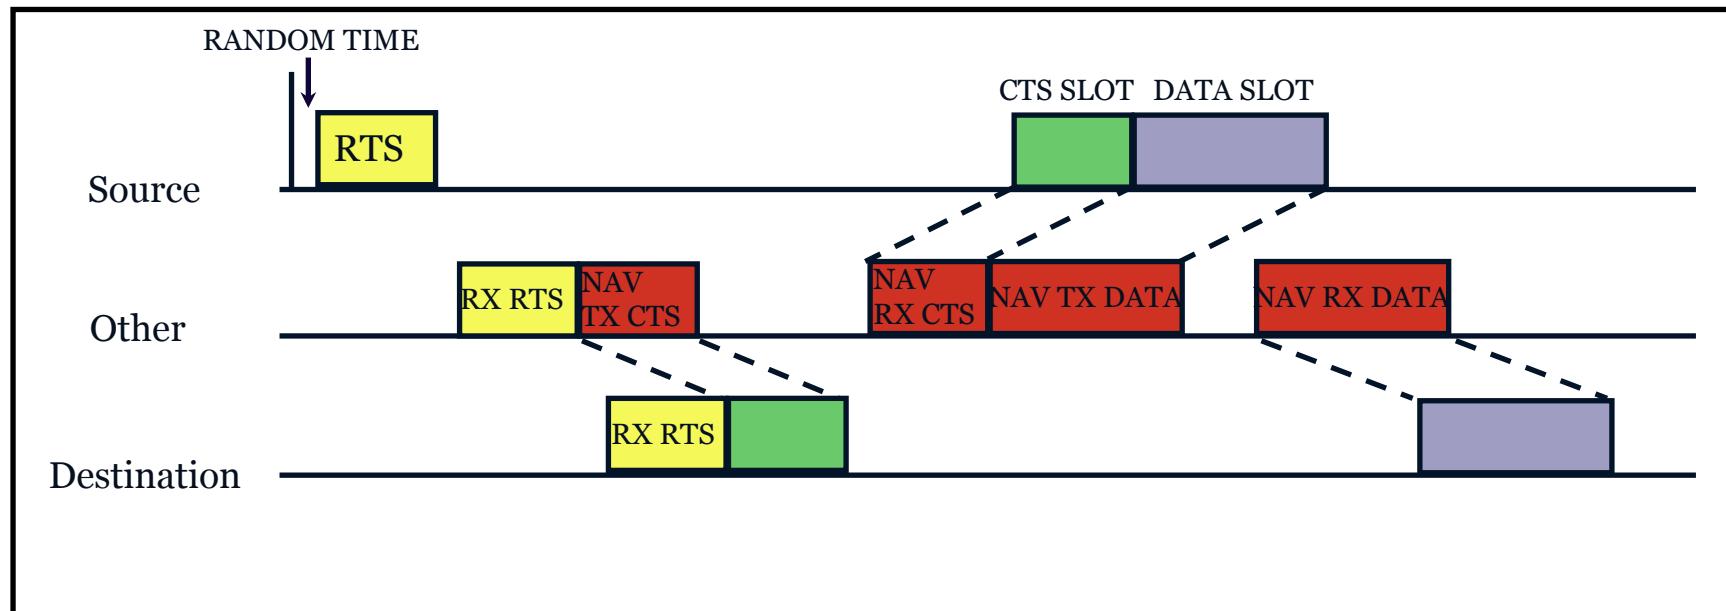 RANDOM TIME
CTS SLOT DATA SLOT
RTS
Source
RX RTS
NAV
TX CTS
NAV
RX CTS
NAV TX DATA
NAV RX DATA
Other
RX RTS
Destination